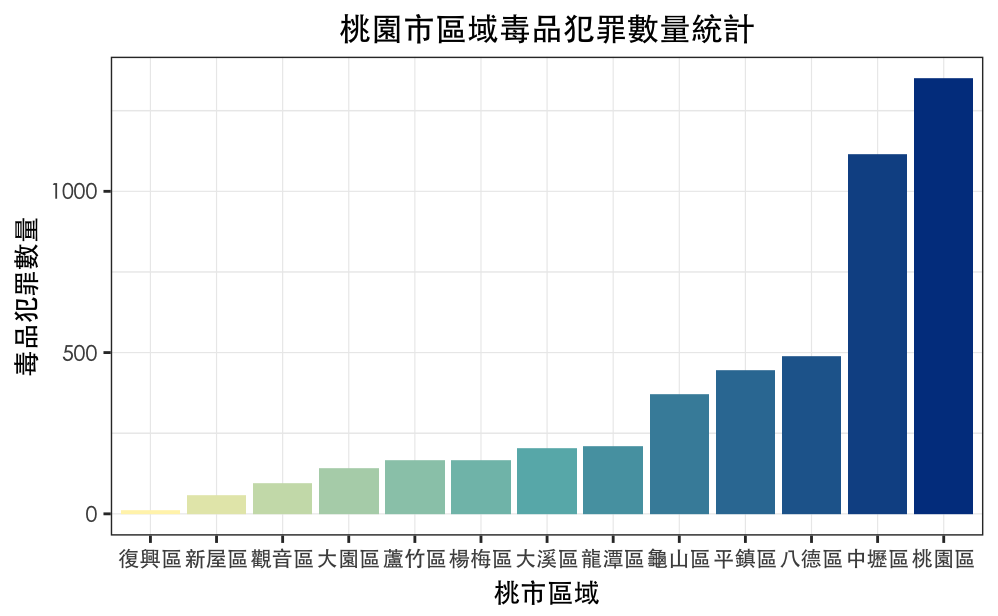 桃園市區域毒品犯罪數量統計
毒品犯罪數量
1000
500
0
復興區 新屋區 觀音區 大園區 蘆竹區 楊梅區 大溪區 龍潭區 龜山區 平鎮區 八德區 中壢區 桃園區
桃市區域